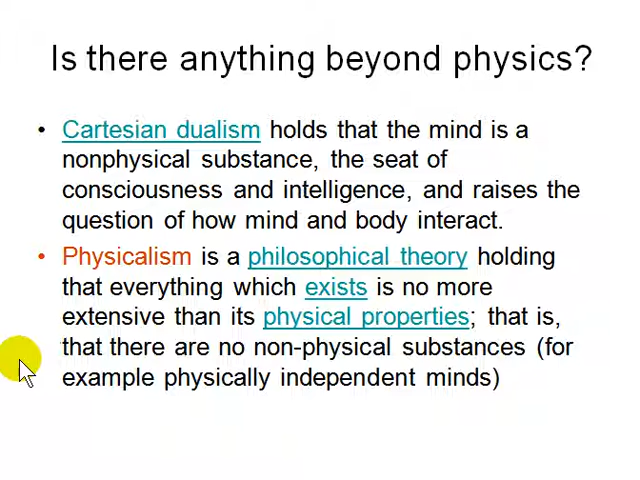 Is there anything beyond physics?
• Cartesian dualism holds that the mind is a
nonphysical substance, the seat of
consciousness and intelligence, and raises the
question of how mind and body interact.
• Physicalism is a philosophical theory holding
that everything which exists is no more
extensive than its physical properties; that is,
that there are no non-physical substances (for
example physically independent minds)